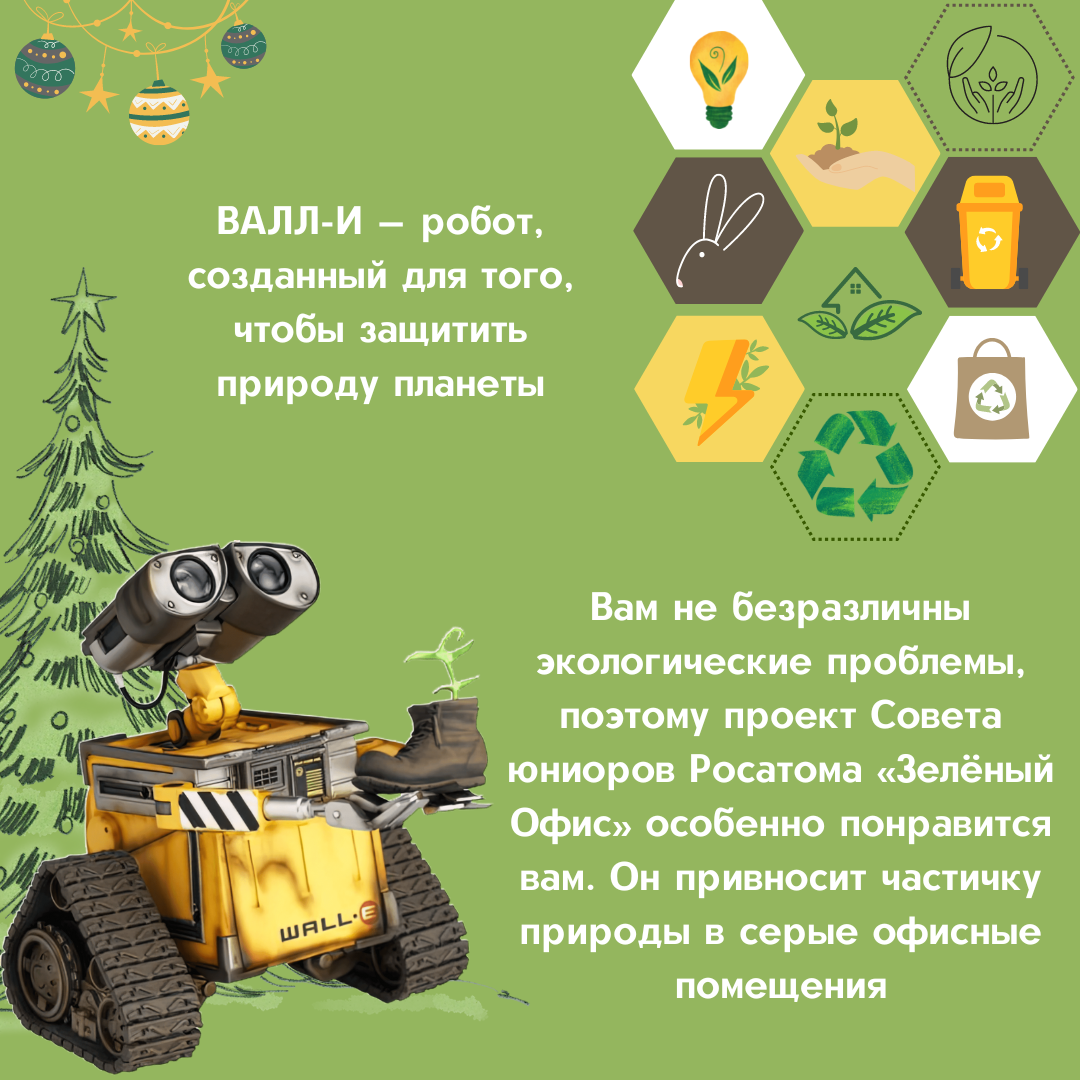 ВАЛЛ-И – робот,
созданный для того,
чтобы защитить
природу планеты
Вам не безразличны
экологические проблемы,
поэтому проект Совета
юниоров Росатома «Зелёный
Офис» особенно понравится
вам. Он привносит частичку
природы в серые офисные
помещения
WALL·E